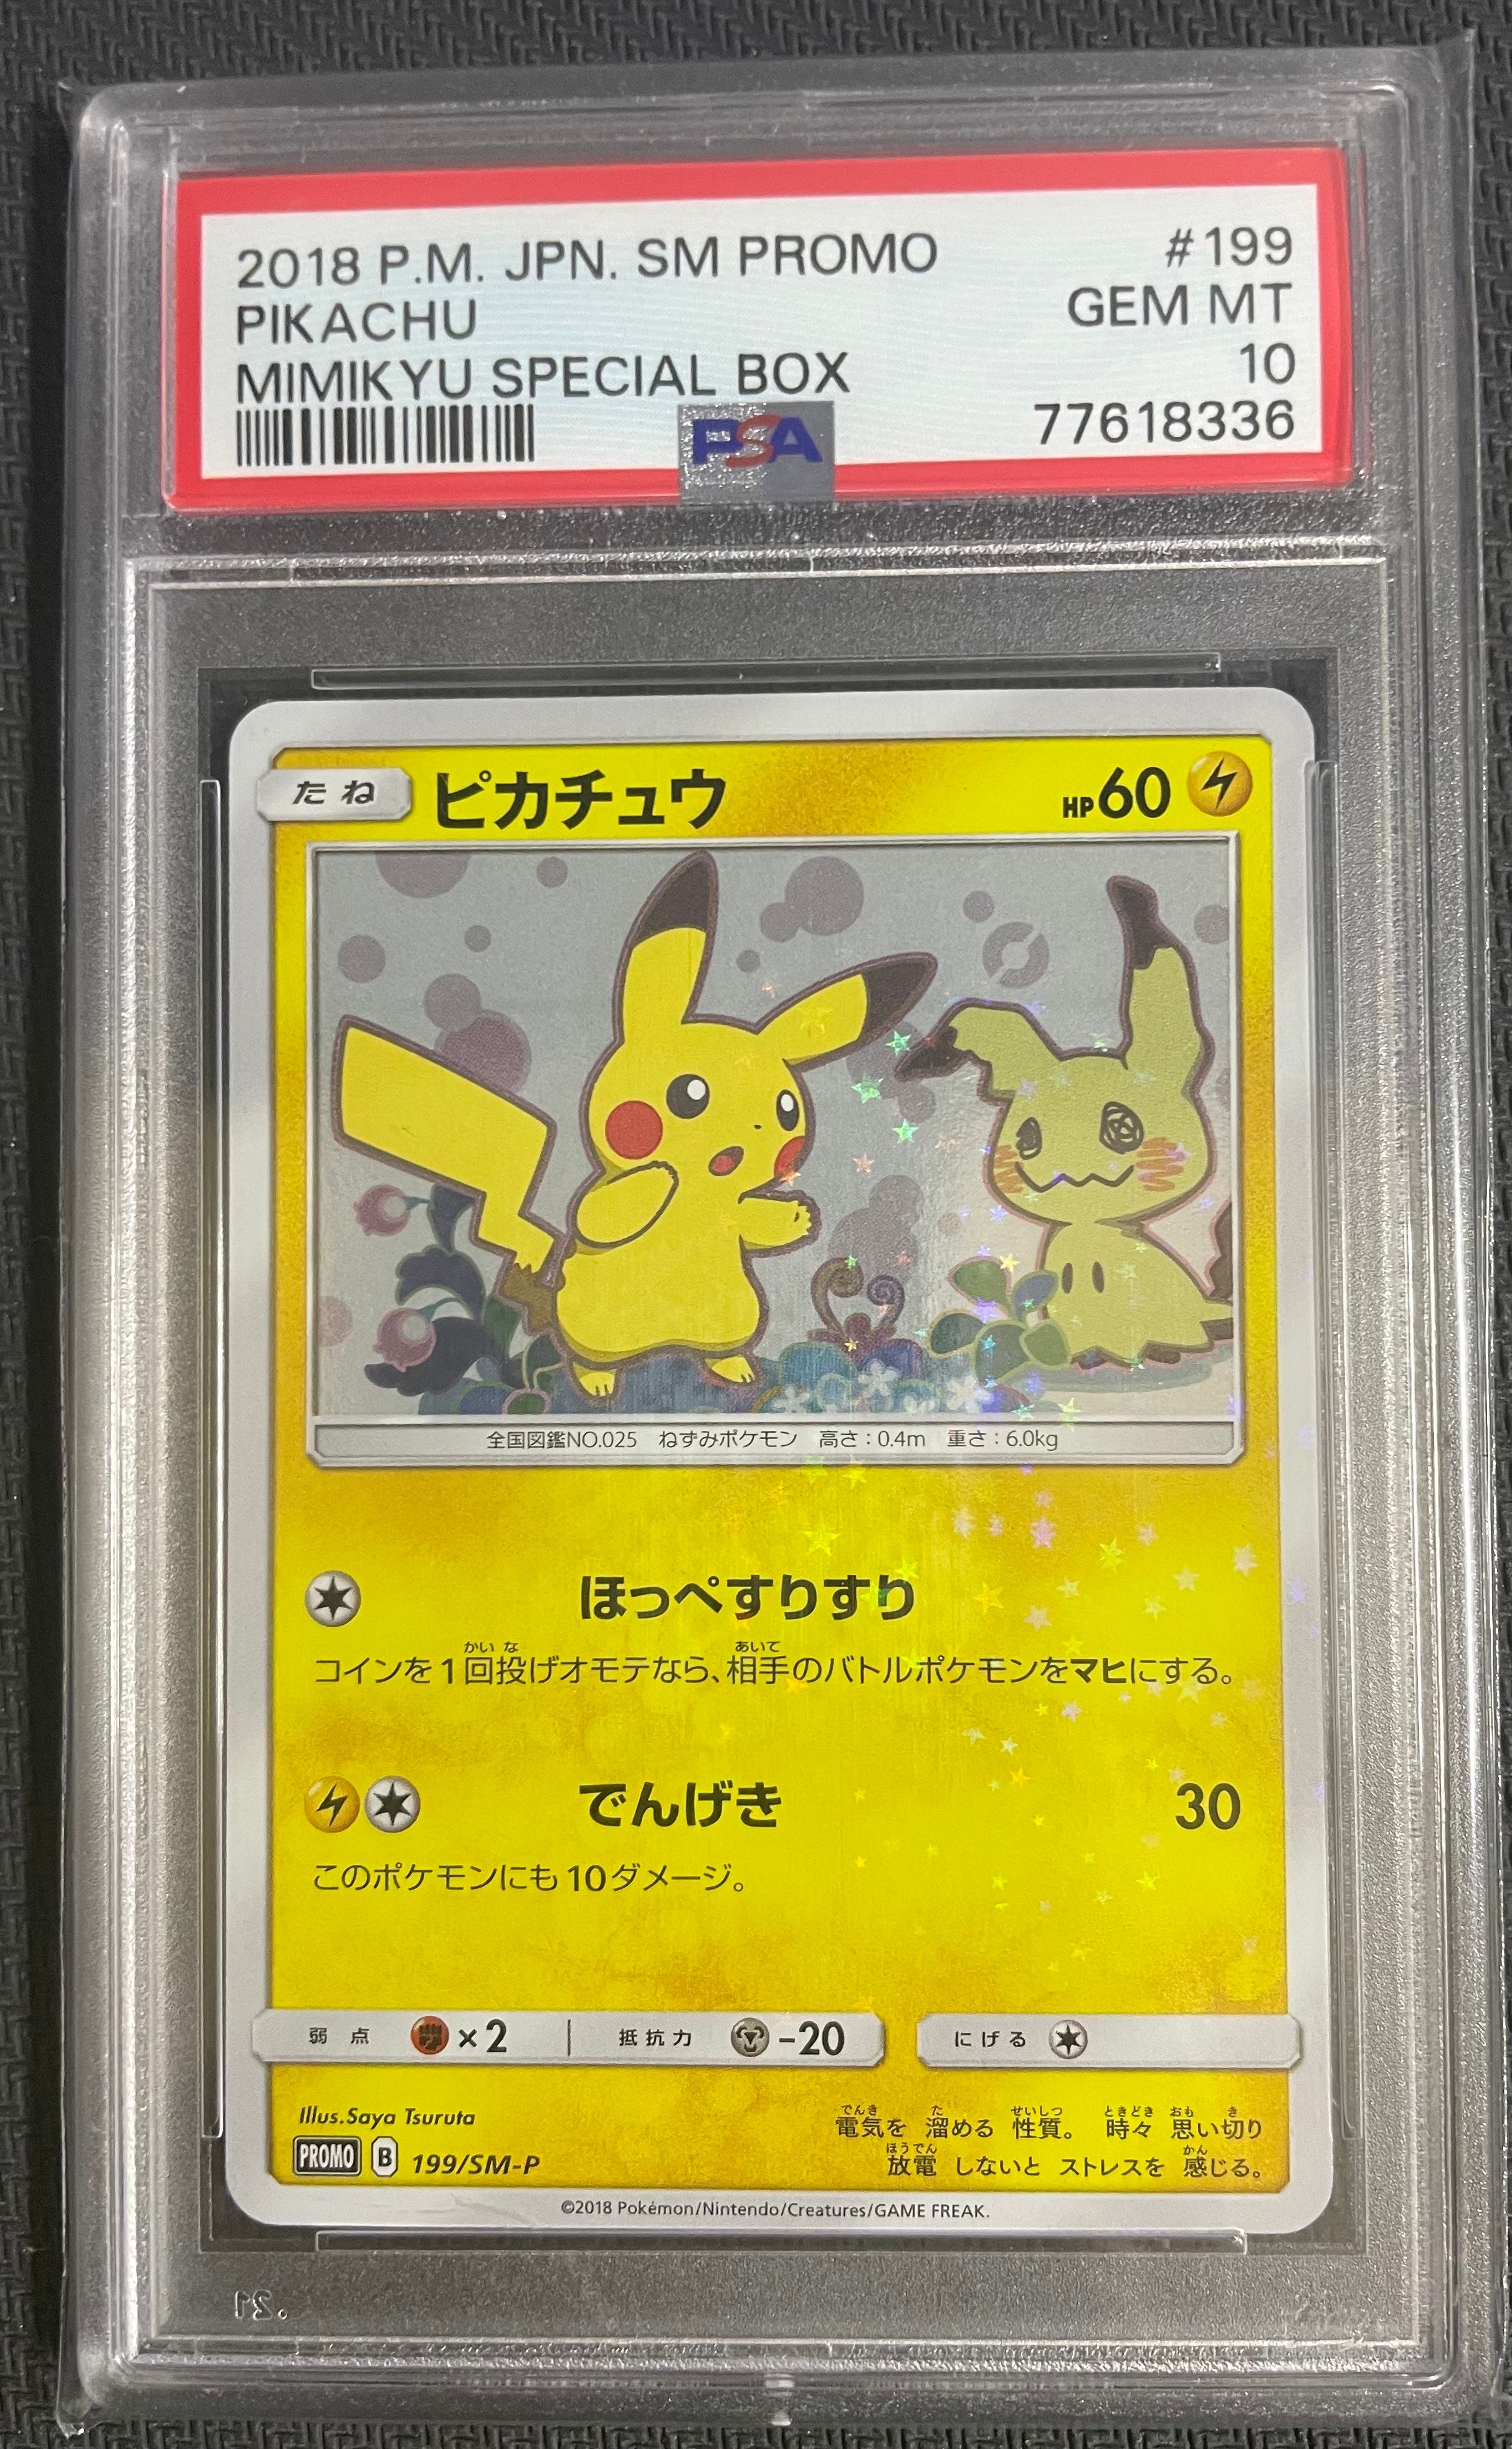 2018 P.M. JPN. SM PROMO #199
PIKACHU GEM MT
MIMIKYU SPECIAL BOX 10
PSA 77618336
たね ピカチュウ HP60
全国図鑑NO.025 ねずみポケモン 高さ:0.4m 重さ:6.0kg
ほっぺすりすり
かい な あいて
コインを1回投げオモテなら、相手のバトルポケモンをマヒにする。
でんげき 30
このポケモンにも10ダメージ。
弱点 ×2 抵抗力 -20 にげる
Illus.Saya Tsuruta
でんき た せいしつ ときどき おも き
電気を 溜める 性質。 時々 思い切り
ほうでん かん
放電 しないと ストレスを 感じる。
PROMO B 199/SM-P
©2018 Pokémon/Nintendo/Creatures/GAME FREAK.